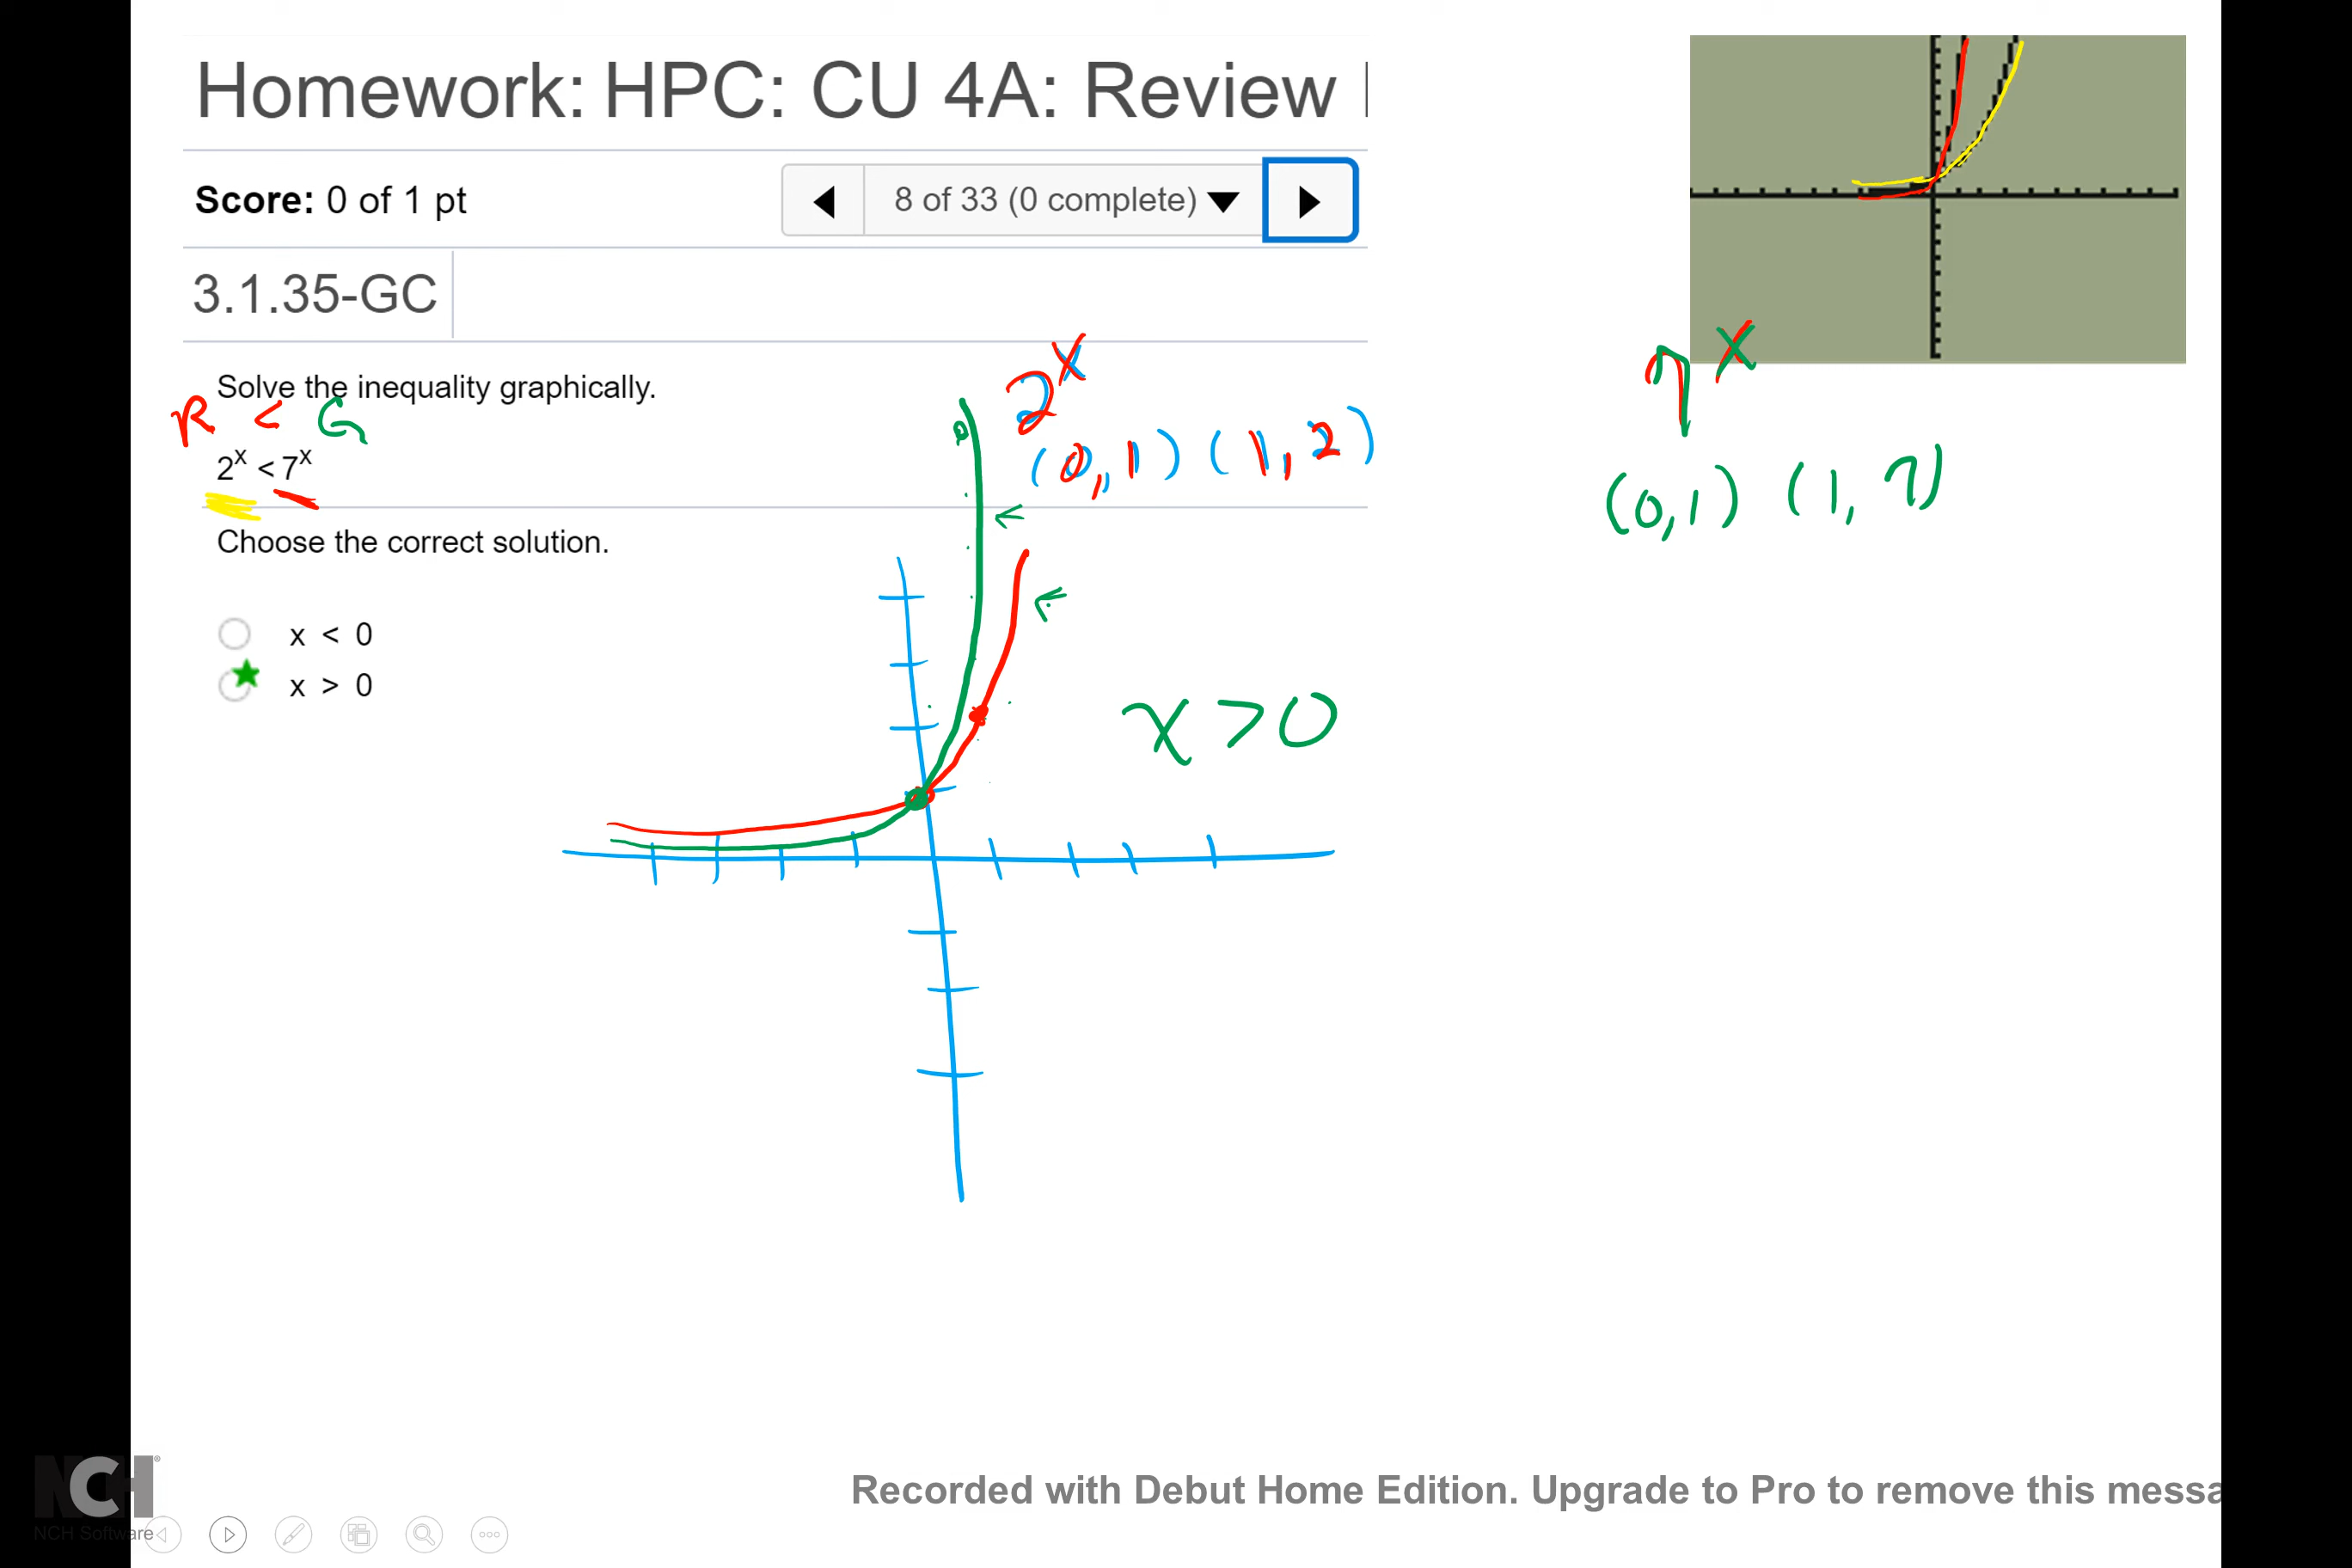 Homework: HPC: CU 4A: Review
Score: 0 of 1 pt
8 of 33 (0 complete)
3.1.35-GC
Solve the inequality graphically.
R < G
2^x < 7^x
Choose the correct solution.
x < 0
x > 0
2^x
(0,1) (1,2)
7^x
(0,1) (1,7)
x > 0
NCH®
NCH Software
Recorded with Debut Home Edition. Upgrade to Pro to remove this messa